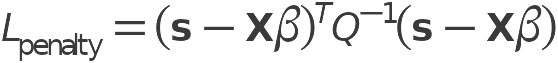 L_penalty = (s − Xβ)^T Q^−1 (s − Xβ)